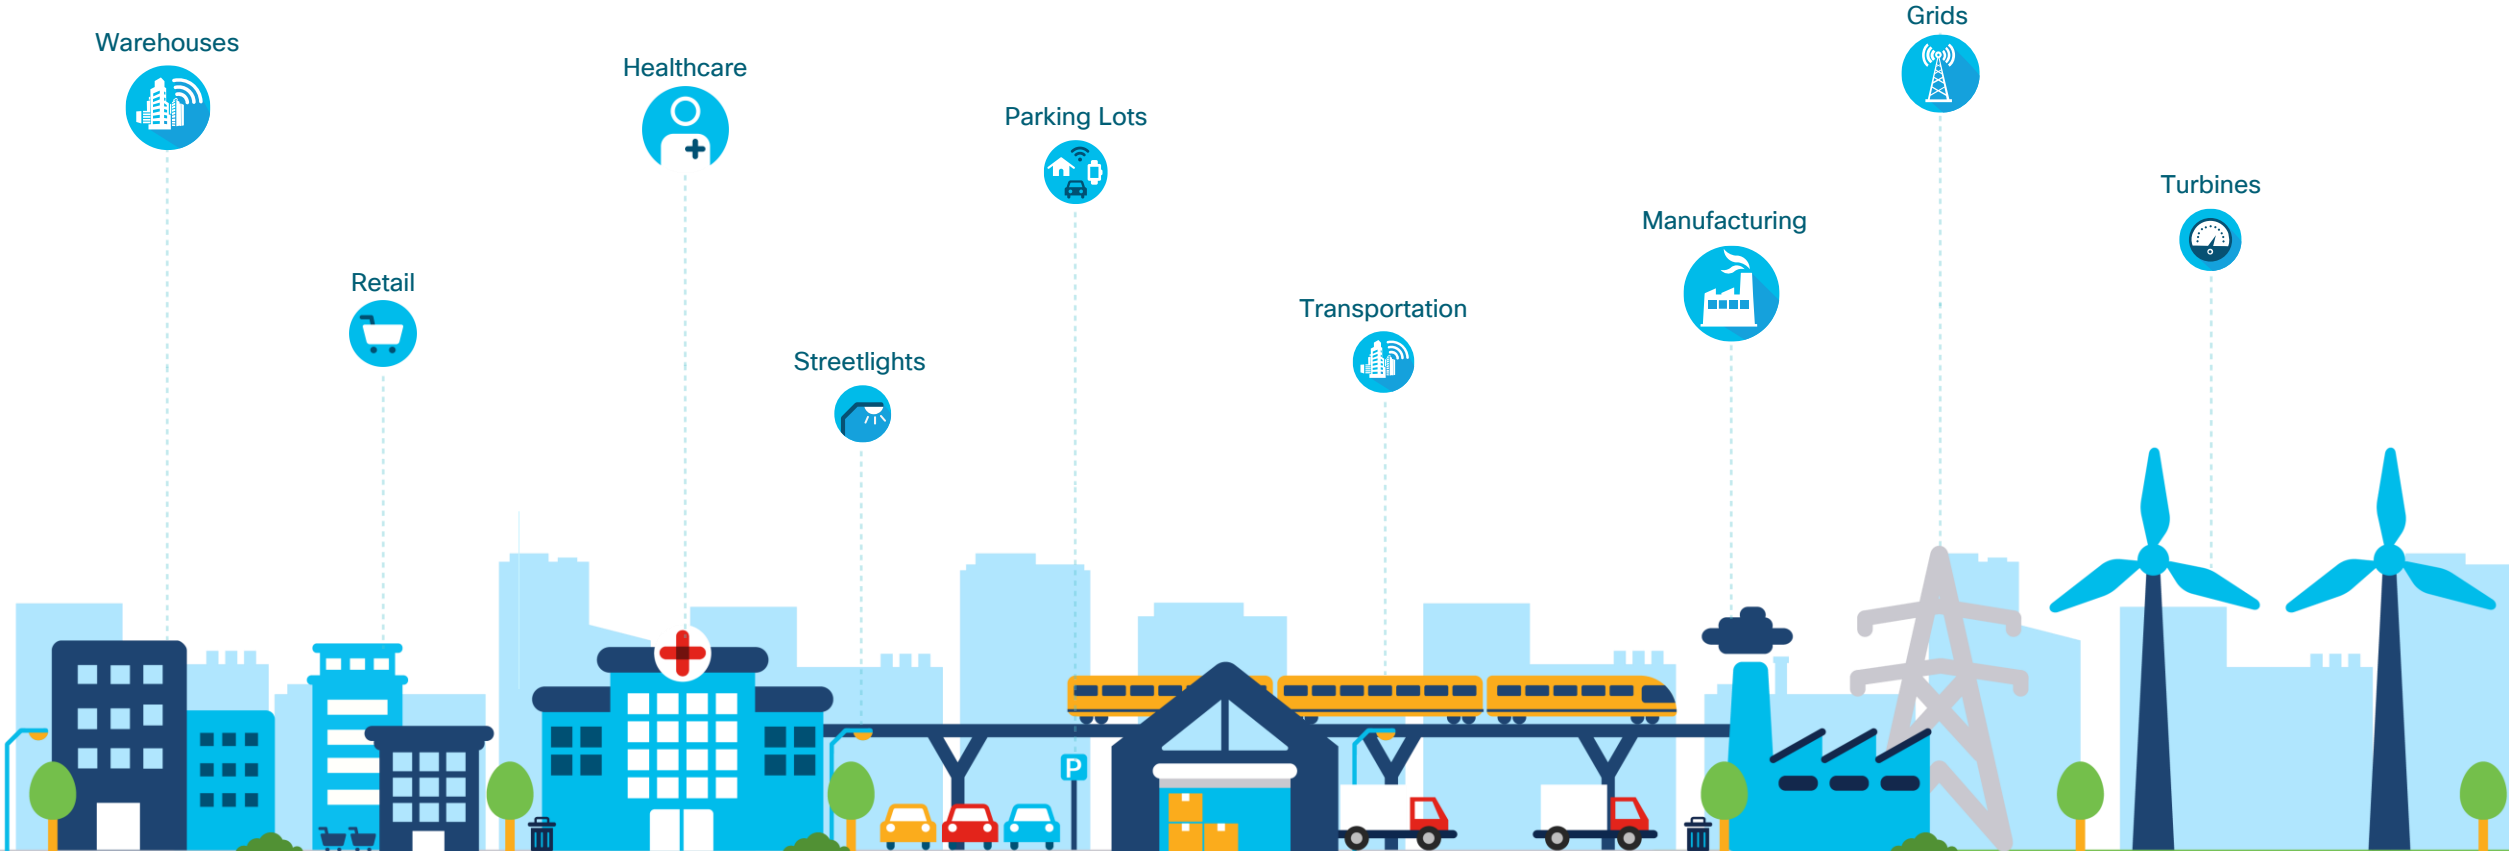 Warehouses
Retail
Healthcare
Streetlights
Parking Lots
Transportation
Manufacturing
Grids
Turbines
P